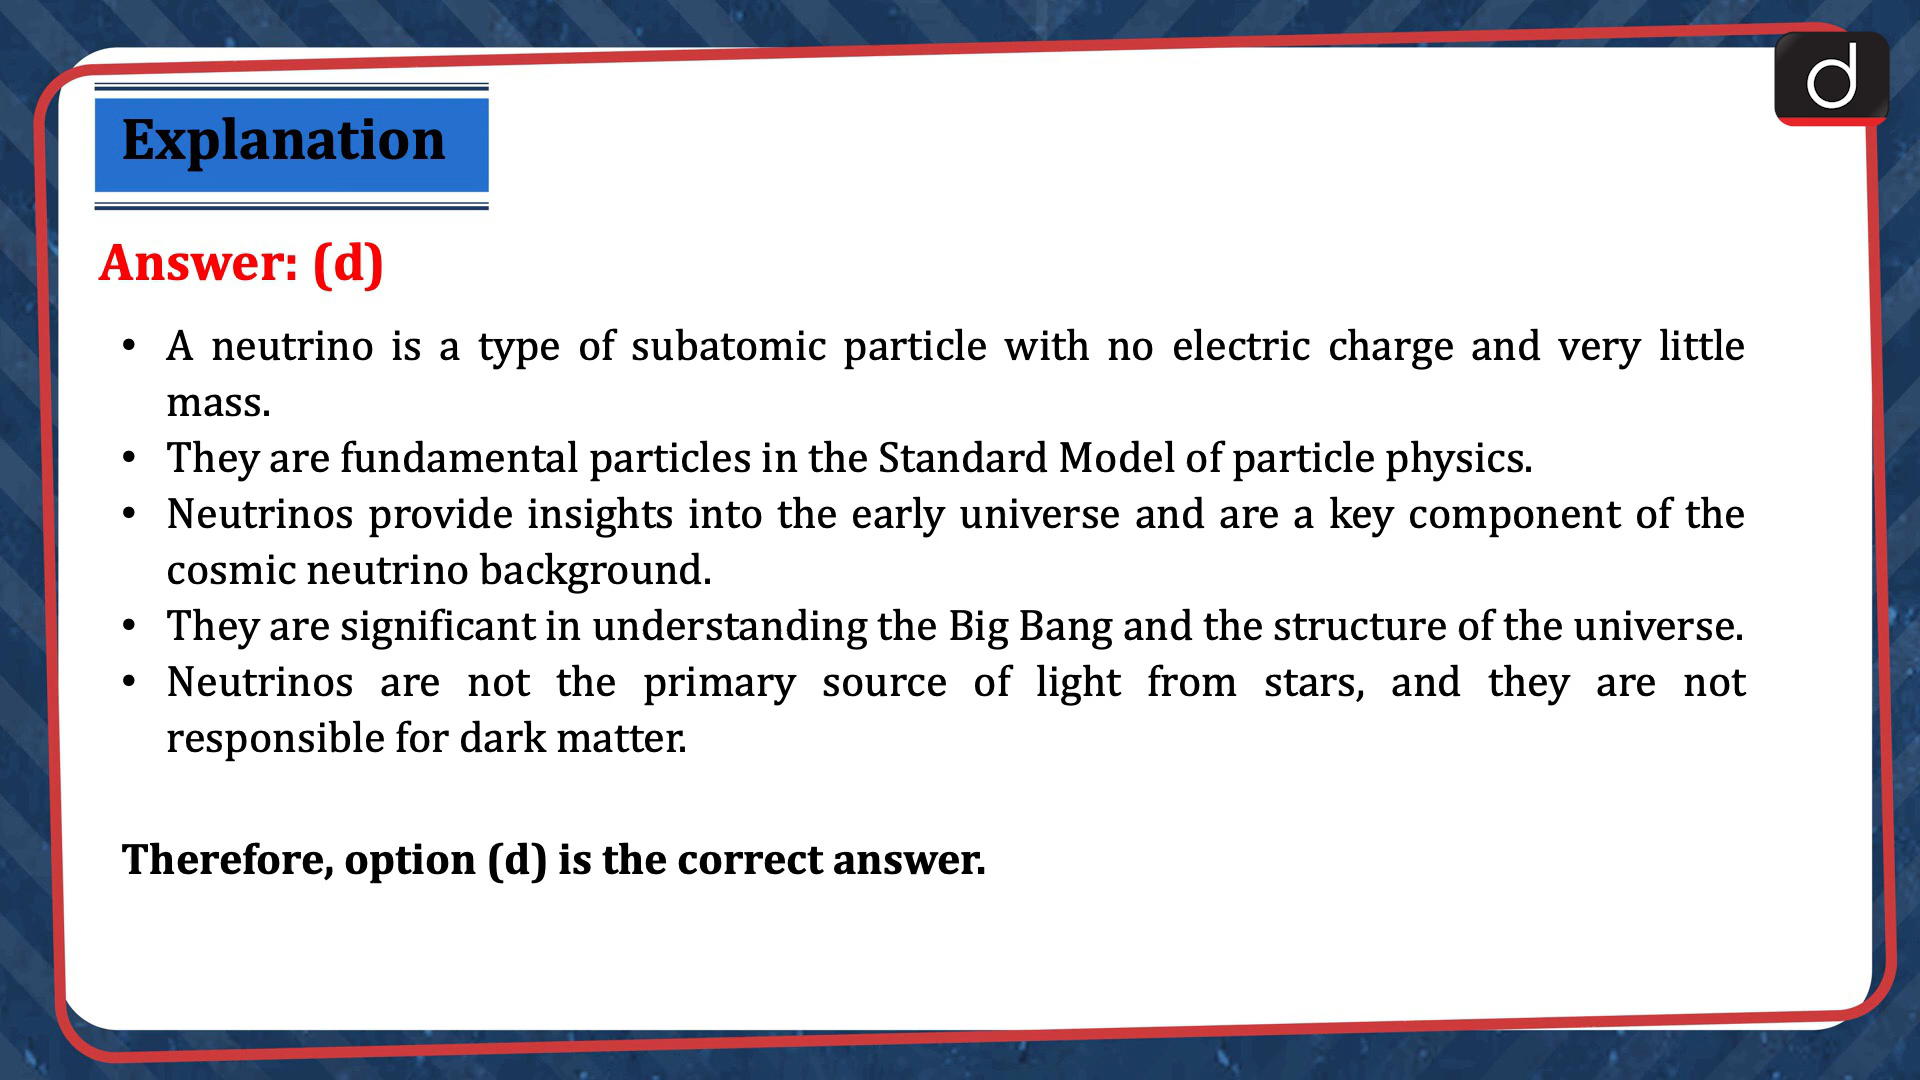 Explanation
d
Answer: (d)
• A neutrino is a type of subatomic particle with no electric charge and very little
mass.
• They are fundamental particles in the Standard Model of particle physics.
• Neutrinos provide insights into the early universe and are a key component of the
cosmic neutrino background.
• They are significant in understanding the Big Bang and the structure of the universe.
• Neutrinos are not the primary source of light from stars, and they are not
responsible for dark matter.
Therefore, option (d) is the correct answer.